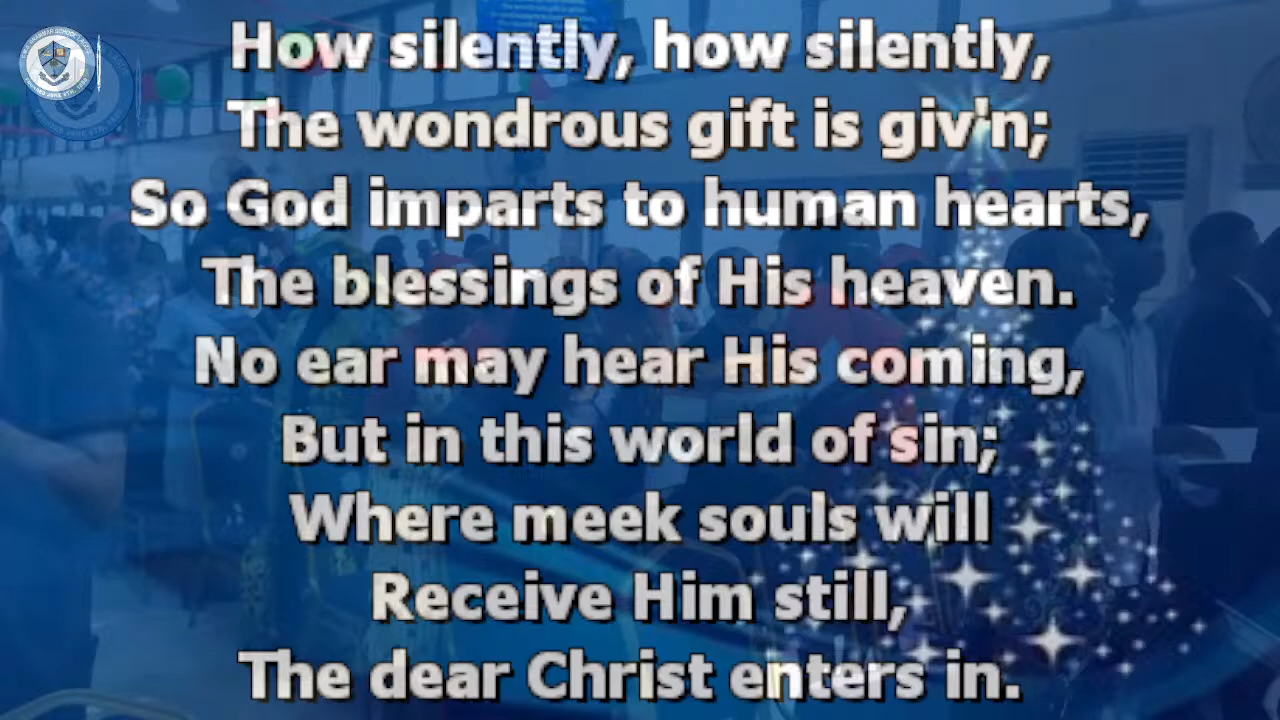 How silently, how silently,
The wondrous gift is giv'n;
So God imparts to human hearts,
The blessings of His heaven.
No ear may hear His coming,
But in this world of sin;
Where meek souls will
Receive Him still,
The dear Christ enters in.